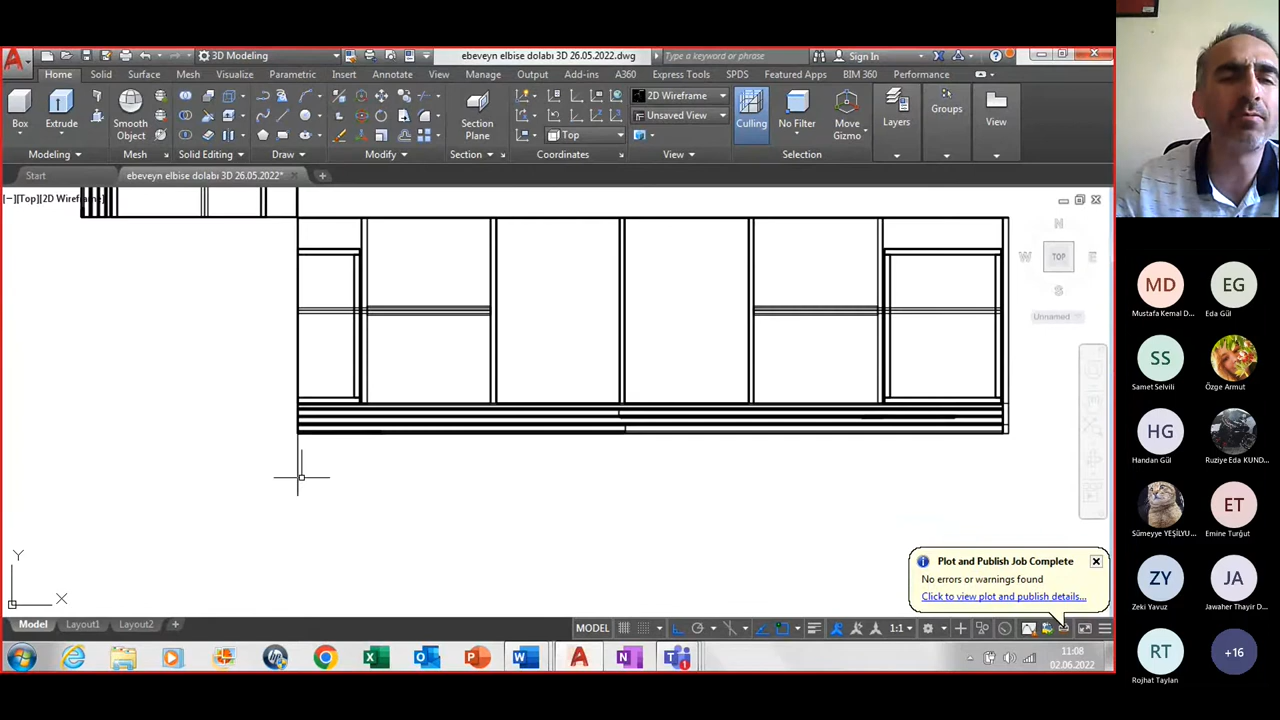 3D Modeling
ebeveyn elbise dolabı 3D 26.05.2022.dwg
Type a keyword or phrase
Sign In
Home Solid Surface Mesh Visualize Parametric Insert Annotate View Manage Output Add-ins A360 Express Tools SPDS Featured Apps BIM 360 Performance
2D Wireframe
Unsaved View
Top
Box
Extrude
Smooth
Object
Section
Plane
Culling
No Filter
Move
Gizmo
Layers
Groups
View
Modeling
Mesh
Solid Editing
Draw
Modify
Section
Coordinates
View
Selection
Start
ebeveyn elbise dolabı 3D 26.05.2022*
[−][Top][2D Wireframe]
N
W
TOP
E
S
Unnamed
Y
X
Plot and Publish Job Complete
No errors or warnings found
Click to view plot and publish details...
Model Layout1 Layout2
MODEL
1:1
11:08
02.06.2022
MD
Mustafa Kemal D...
EG
Eda Gül
SS
Samet Selvili
Özge Armut
HG
Handan Gül
Ruziye Eda KUND...
Sümeyye YEŞİLYU...
ET
Emine Turğut
ZY
Zeki Yavuz
JA
Jawaher Thayir D...
RT
Rojhat Taylan
+16